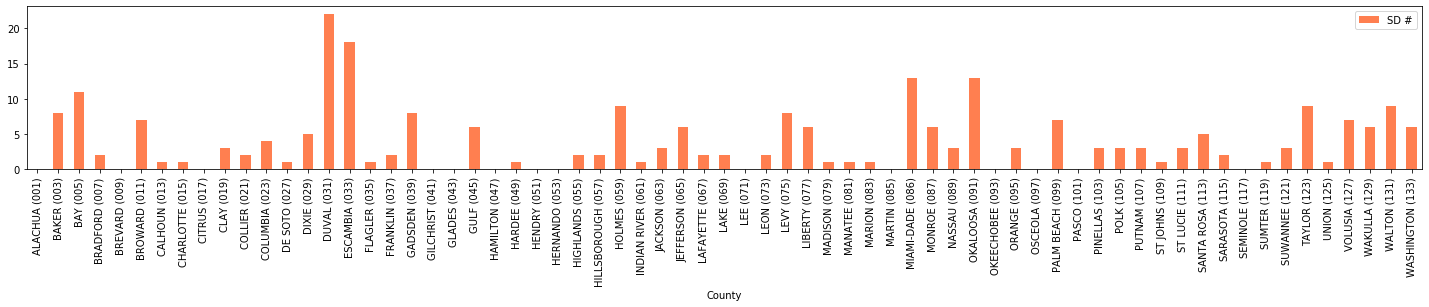 20
15
10
5
0
SD #
ALACHUA (001)
BAKER (003)
BAY (005)
BRADFORD (007)
BREVARD (009)
BROWARD (011)
CALHOUN (013)
CHARLOTTE (015)
CITRUS (017)
CLAY (019)
COLLIER (021)
COLUMBIA (023)
DE SOTO (027)
DIXIE (029)
DUVAL (031)
ESCAMBIA (033)
FLAGLER (035)
FRANKLIN (037)
GADSDEN (039)
GILCHRIST (041)
GLADES (043)
GULF (045)
HAMILTON (047)
HARDEE (049)
HENDRY (051)
HERNANDO (053)
HIGHLANDS (055)
HILLSBOROUGH (057)
HOLMES (059)
INDIAN RIVER (061)
JACKSON (063)
JEFFERSON (065)
LAFAYETTE (067)
LAKE (069)
LEE (071)
LEON (073)
LEVY (075)
LIBERTY (077)
MADISON (079)
MANATEE (081)
MARION (083)
MARTIN (085)
MIAMI-DADE (086)
MONROE (087)
NASSAU (089)
OKALOOSA (091)
OKEECHOBEE (093)
ORANGE (095)
OSCEOLA (097)
PALM BEACH (099)
PASCO (101)
PINELLAS (103)
POLK (105)
PUTNAM (107)
ST JOHNS (109)
ST LUCIE (111)
SANTA ROSA (113)
SARASOTA (115)
SEMINOLE (117)
SUMTER (119)
SUWANNEE (121)
TAYLOR (123)
UNION (125)
VOLUSIA (127)
WAKULLA (129)
WALTON (131)
WASHINGTON (133)
County